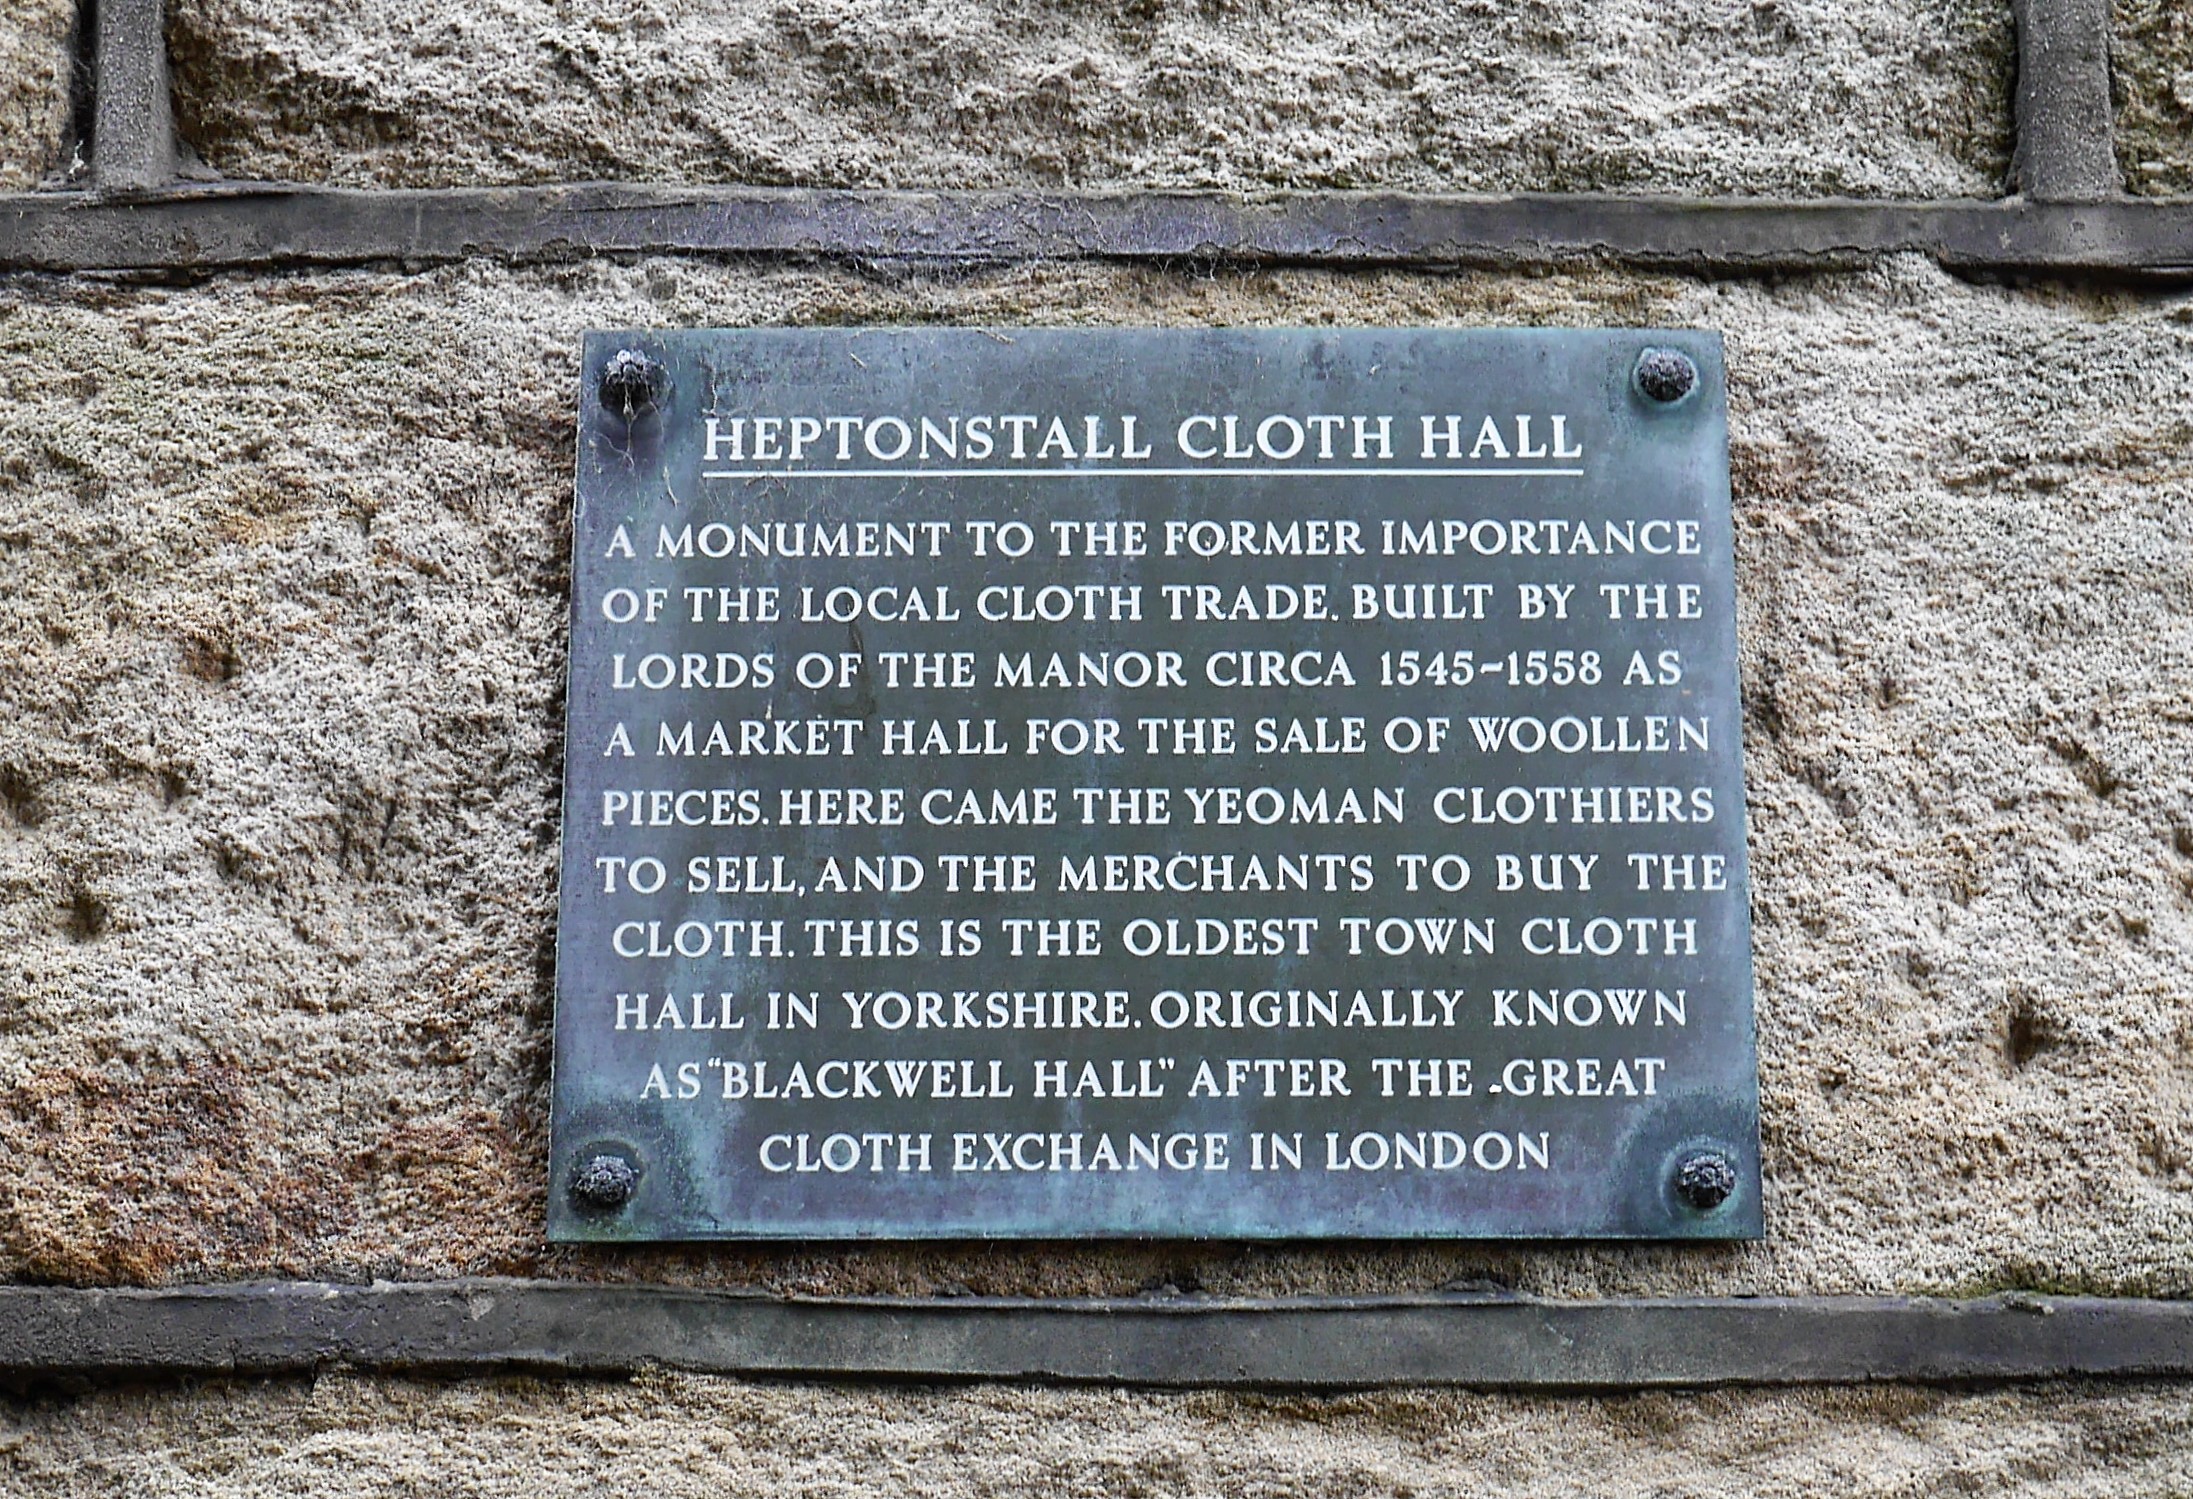 HEPTONSTALL CLOTH HALL
A MONUMENT TO THE FORMER IMPORTANCE
OF THE LOCAL CLOTH TRADE. BUILT BY THE
LORDS OF THE MANOR CIRCA 1545-1558 AS
A MARKET HALL FOR THE SALE OF WOOLLEN
PIECES. HERE CAME THE YEOMAN CLOTHIERS
TO SELL, AND THE MERCHANTS TO BUY THE
CLOTH. THIS IS THE OLDEST TOWN CLOTH
HALL IN YORKSHIRE. ORIGINALLY KNOWN
AS "BLACKWELL HALL" AFTER THE GREAT
CLOTH EXCHANGE IN LONDON